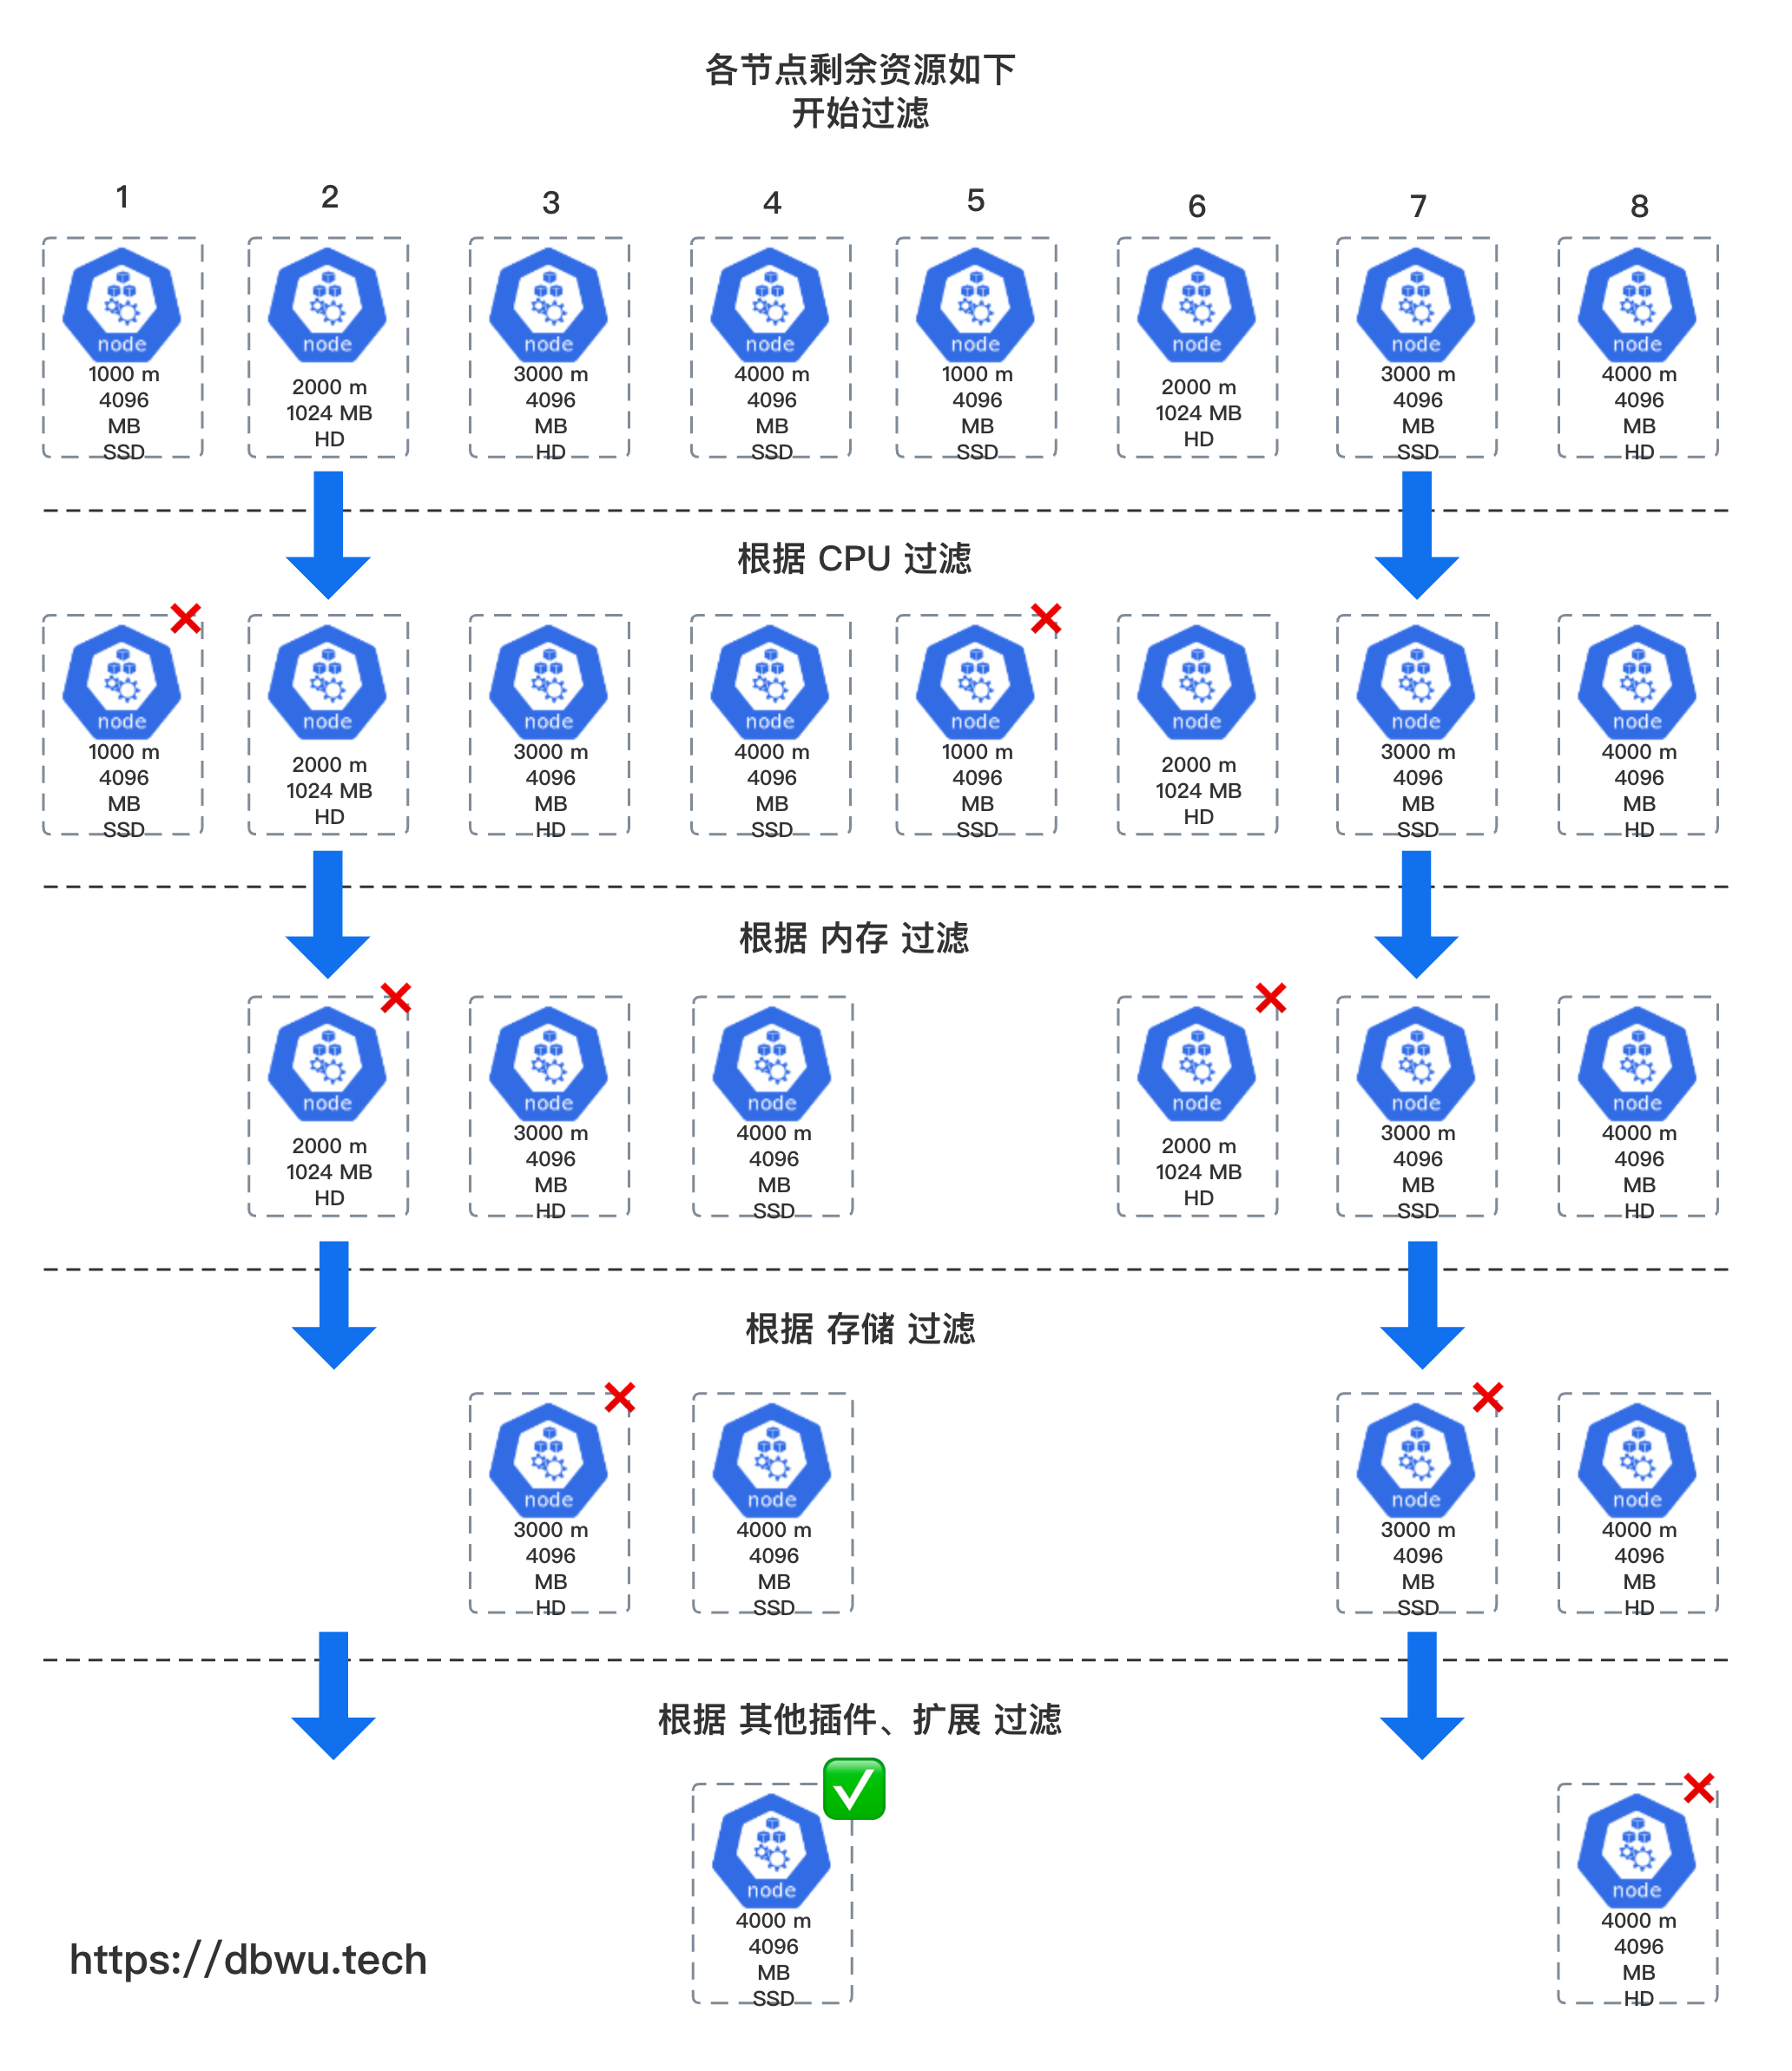 各节点剩余资源如下
开始过滤
1
2
3
4
5
6
7
8
node
1000 m
4096
MB
SSD
node
2000 m
1024 MB
HD
node
3000 m
4096
MB
HD
node
4000 m
4096
MB
SSD
node
1000 m
4096
MB
SSD
node
2000 m
1024 MB
HD
node
3000 m
4096
MB
SSD
node
4000 m
4096
MB
HD
根据 CPU 过滤
node
1000 m
4096
MB
SSD
node
2000 m
1024 MB
HD
node
3000 m
4096
MB
HD
node
4000 m
4096
MB
SSD
node
1000 m
4096
MB
SSD
node
2000 m
1024 MB
HD
node
3000 m
4096
MB
SSD
node
4000 m
4096
MB
HD
根据 内存 过滤
node
2000 m
1024 MB
HD
node
3000 m
4096
MB
HD
node
4000 m
4096
MB
SSD
node
2000 m
1024 MB
HD
node
3000 m
4096
MB
SSD
node
4000 m
4096
MB
HD
根据 存储 过滤
node
3000 m
4096
MB
HD
node
4000 m
4096
MB
SSD
node
3000 m
4096
MB
SSD
node
4000 m
4096
MB
HD
根据 其他插件、扩展 过滤
node
4000 m
4096
MB
SSD
node
4000 m
4096
MB
HD
https://dbwu.tech